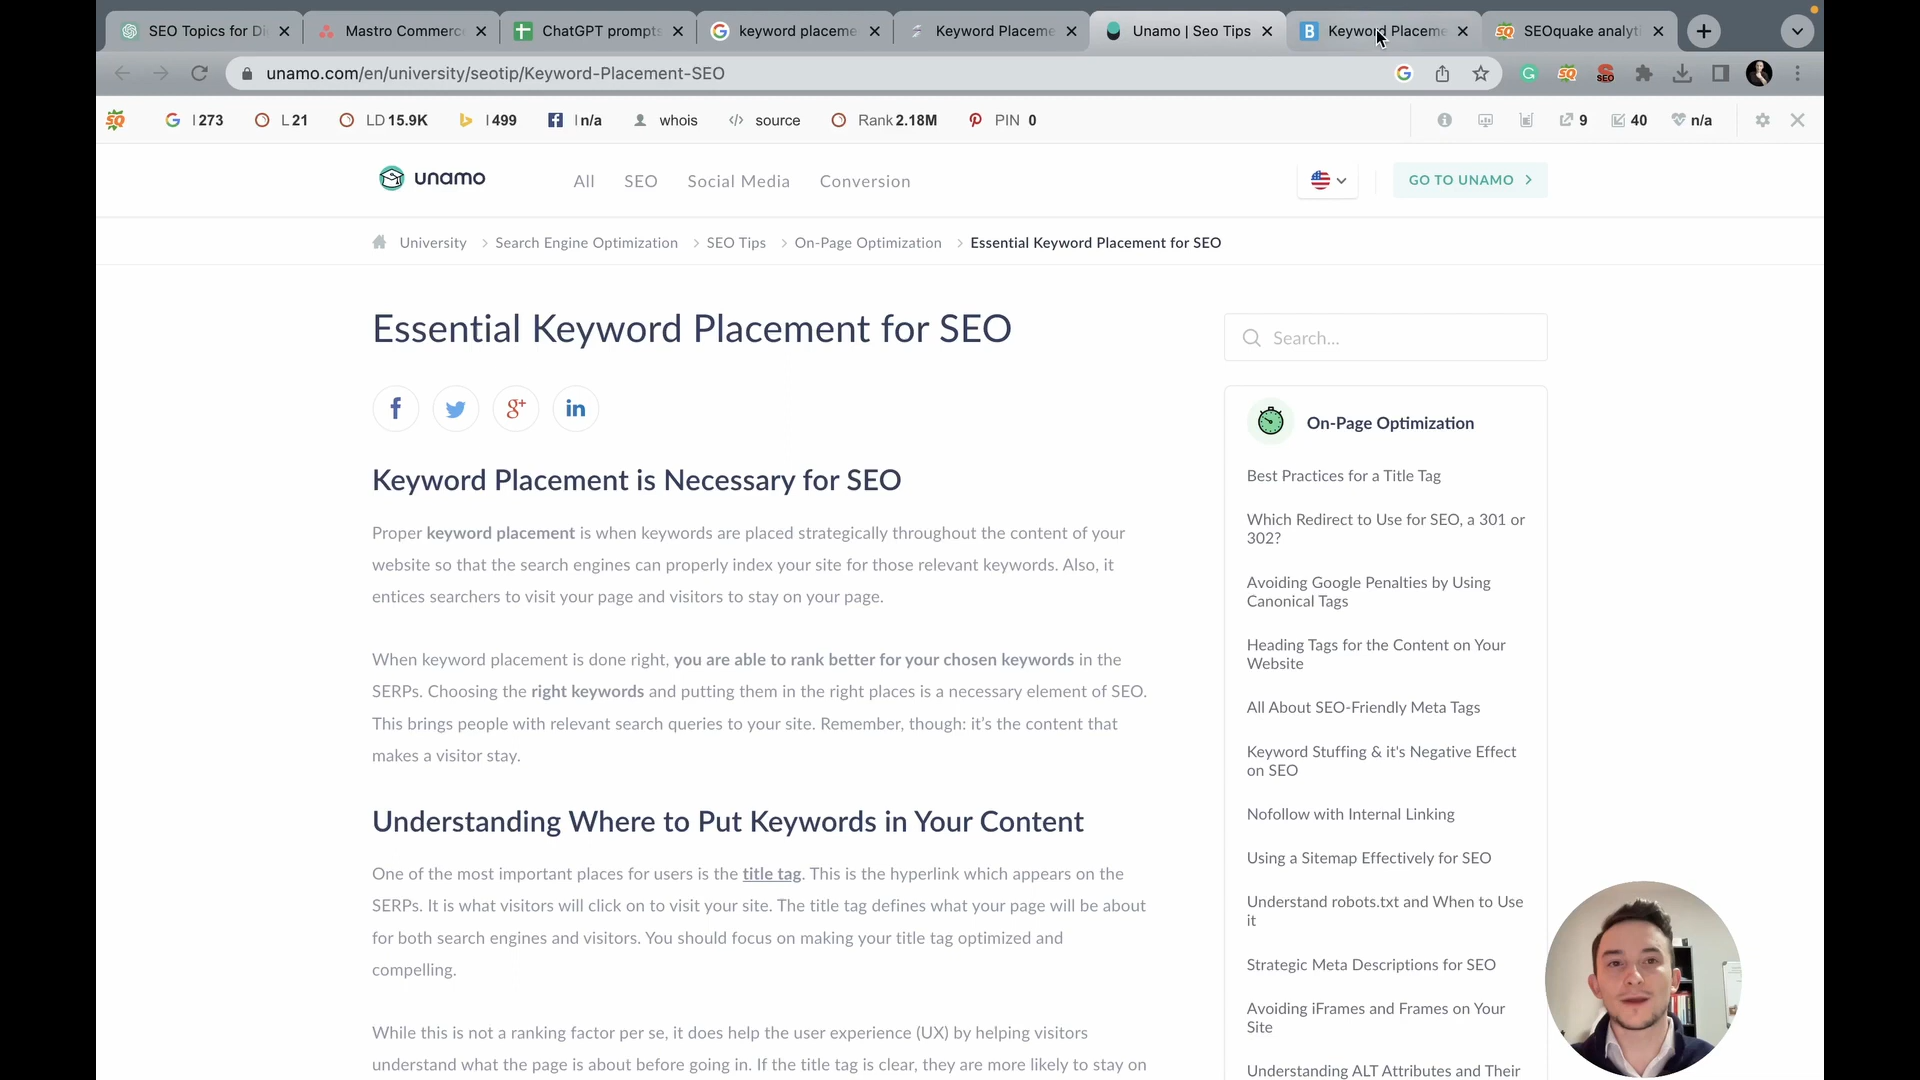 SEO Topics for Di
Mastro Commerc
ChatGPT prompts
keyword placeme
Keyword Placeme
Unamo | Seo Tips
Keyword Placeme
SEOquake analyti
unamo.com/en/university/seotip/Keyword-Placement-SEO
I 273
L 21
LD 15.9K
I 499
I n/a
whois
source
Rank 2.18M
PIN 0
9
40
n/a
unamo
All
SEO
Social Media
Conversion
GO TO UNAMO
University > Search Engine Optimization > SEO Tips > On-Page Optimization > Essential Keyword Placement for SEO
Essential Keyword Placement for SEO
Search...
Keyword Placement is Necessary for SEO
Proper keyword placement is when keywords are placed strategically throughout the content of your
website so that the search engines can properly index your site for those relevant keywords. Also, it
entices searchers to visit your page and visitors to stay on your page.
When keyword placement is done right, you are able to rank better for your chosen keywords in the
SERPs. Choosing the right keywords and putting them in the right places is a necessary element of SEO.
This brings people with relevant search queries to your site. Remember, though: it’s the content that
makes a visitor stay.
Understanding Where to Put Keywords in Your Content
One of the most important places for users is the title tag. This is the hyperlink which appears on the
SERPs. It is what visitors will click on to visit your site. The title tag defines what your page will be about
for both search engines and visitors. You should focus on making your title tag optimized and
compelling.
While this is not a ranking factor per se, it does help the user experience (UX) by helping visitors
understand what the page is about before going in. If the title tag is clear, they are more likely to stay on
On-Page Optimization
Best Practices for a Title Tag
Which Redirect to Use for SEO, a 301 or
302?
Avoiding Google Penalties by Using
Canonical Tags
Heading Tags for the Content on Your
Website
All About SEO-Friendly Meta Tags
Keyword Stuffing & it's Negative Effect
on SEO
Nofollow with Internal Linking
Using a Sitemap Effectively for SEO
Understand robots.txt and When to Use
it
Strategic Meta Descriptions for SEO
Avoiding iFrames and Frames on Your
Site
Understanding ALT Attributes and Their